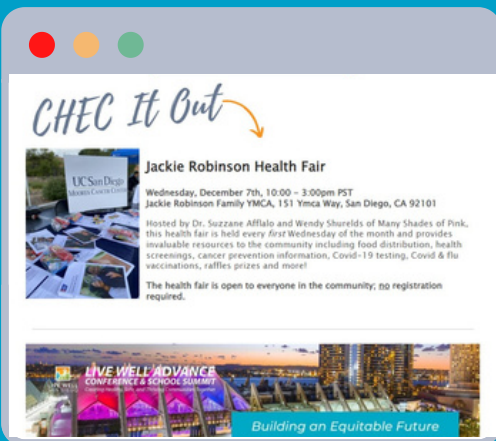 CHEC It Out
UC San Diego
Moores Cancer Center
Jackie Robinson Health Fair
Wednesday, December 7th, 10:00 – 3:00pm PST
Jackie Robinson Family YMCA, 151 Ymca Way, San Diego, CA 92101
Hosted by Dr. Suzzane Afflalo and Wendy Shurelds of Many Shades of Pink,
this health fair is held every first Wednesday of the month and provides
invaluable resources to the community including food distribution, health
screenings, cancer prevention information, Covid-19 testing, Covid & flu
vaccinations, raffles prizes and more!
The health fair is open to everyone in the community; no registration
required.
LIVE WELL
LIVE WELL ADVANCE
CONFERENCE & SCHOOL SUMMIT
Building an Equitable Future